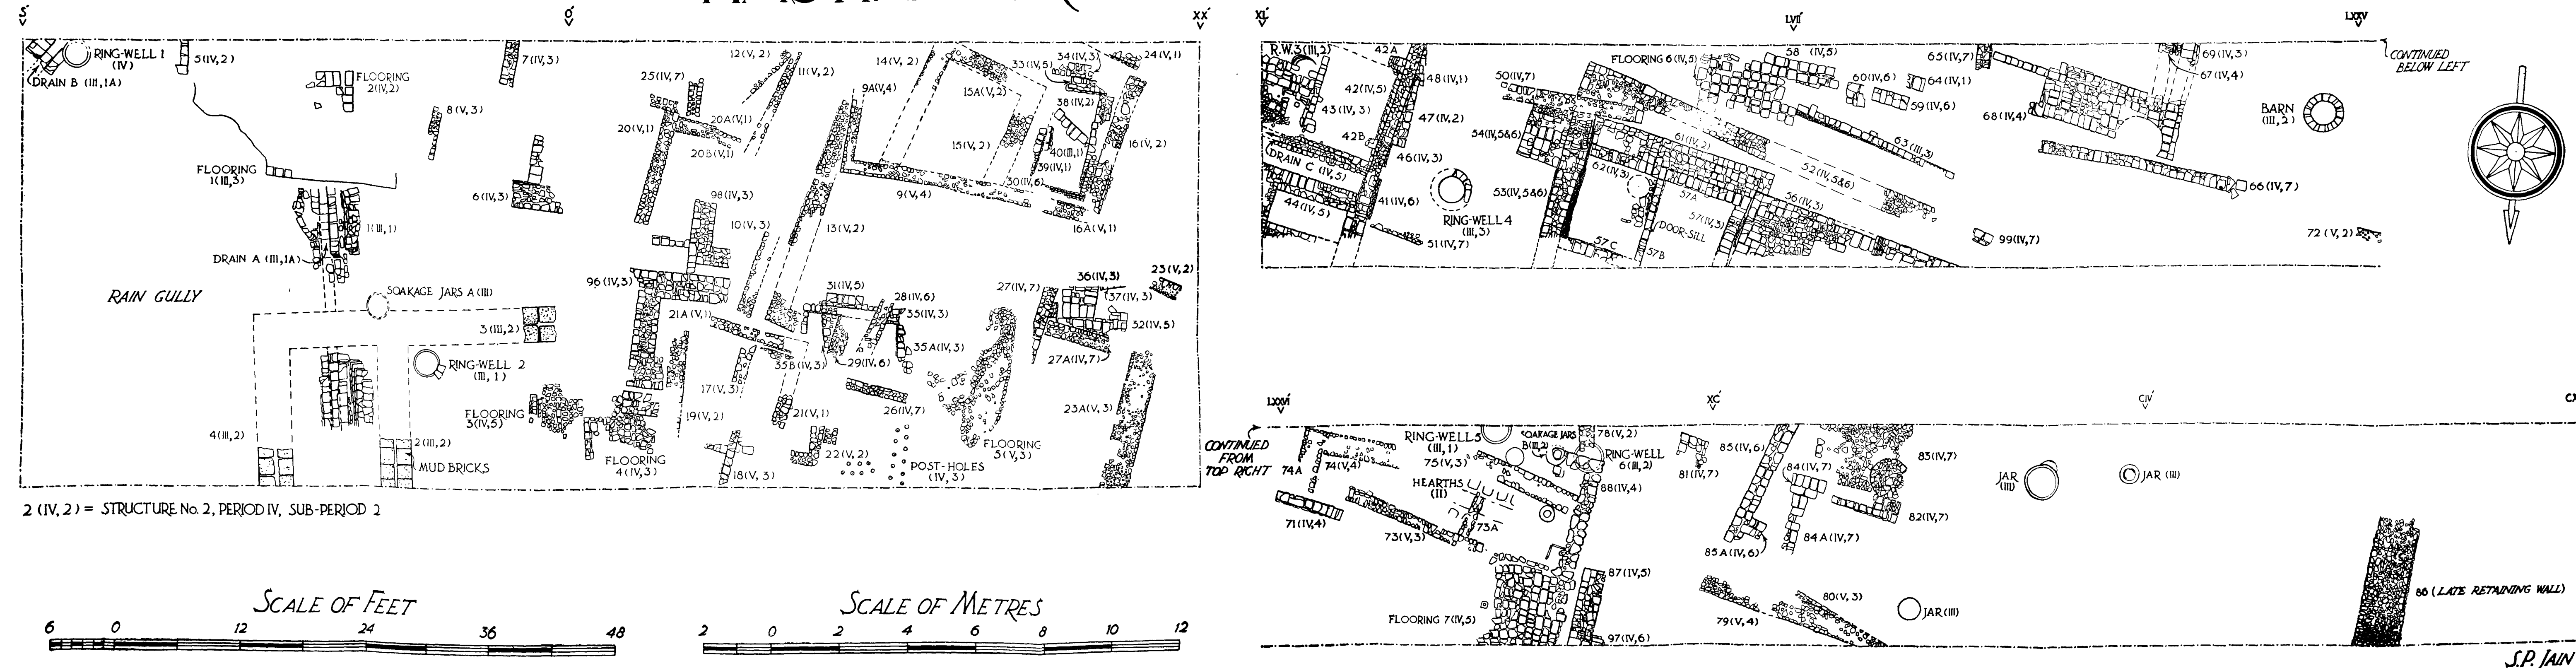 S'
O'
XX'
XL'
LVII'
LXXV
RING-WELL 1
(IV)
DRAIN B (III,1A)
5(IV,2)
FLOORING
2(IV,2)
7(IV,3)
8(V,3)
FLOORING
1(III,3)
6(IV,3)
1(III,1)
DRAIN A (III,1A)
RAIN GULLY
SOAKAGE JARS A (III)
3(III,2)
RING-WELL 2
(III,1)
4(III,2)
2(III,2)
MUD BRICKS
FLOORING
3(IV,5)
FLOORING
4(IV,3)
12(V,2)
11(V,2)
25(IV,7)
20(V,1)
20A(V,1)
20B(V,1)
98(IV,3)
10(V,3)
13(V,2)
96(IV,3)
21A(V,1)
31(IV,5)
28(IV,6)
35(IV,3)
35A(IV,3)
35B(IV,3)
29(IV,6)
17(V,3)
19(V,2)
21(V,1)
26(IV,7)
22(V,2)
18(V,3)
POST-HOLES
(IV,3)
FLOORING
5(V,3)
14(V,2)
9A(V,4)
15A(V,2)
33(IV,5)
34(IV,3)
24(IV,1)
38(IV,2)
15(V,2)
40(III,1)
39(IV,1)
30(IV,6)
16(V,2)
9(V,4)
16A(V,1)
27(IV,7)
36(IV,3)
23(V,2)
37(IV,3)
32(IV,5)
27A(IV,7)
23A(V,3)
R.W.3(III,2)
42A
48(IV,1)
42(IV,5)
43(IV,3)
47(IV,2)
42B
46(IV,3)
DRAIN C (IV,5)
44(IV,5)
41(IV,6)
51(IV,7)
RING-WELL 4
(III,3)
50(IV,7)
54(IV,5&6)
53(IV,5&6)
FLOORING 6(IV,5)
58 (IV,5)
60(IV,6)
64(IV,1)
59(IV,6)
61(IV,2)
62(IV,3)
63(III,3)
52(IV,5&6)
57A
57(IV,3)
56(IV,3)
DOOR-SILL
57C
57B
65(IV,7)
69(IV,3)
67(IV,4)
68(IV,4)
66(IV,7)
99(IV,7)
BARN
(III,2)
72(V,2)
CONTINUED
BELOW LEFT
LXXVI'
XC'
CIV'
CONTINUED
FROM
TOP RIGHT
74A
74(V,4)
71(IV,4)
RING-WELL 5
(III,1)
75(V,3)
HEARTHS
(II)
73(V,3)
73A
SOAKAGE JARS
B(III,2)
78(V,2)
RING-WELL
6(III,2)
88(IV,4)
87(IV,5)
FLOORING 7(IV,5)
97(IV,6)
81(IV,7)
85(IV,6)
84(IV,7)
83(IV,7)
82(IV,7)
84A(IV,7)
85A(IV,6)
80(V,3)
79(V,4)
JAR
(III)
JAR (III)
JAR(III)
86 (LATE RETAINING WALL)
2 (IV,2) = STRUCTURE No. 2, PERIOD IV, SUB-PERIOD 2
SCALE OF FEET
6 0 12 24 36 48
SCALE OF METRES
2 0 2 4 6 8 10 12
S.P. JAIN